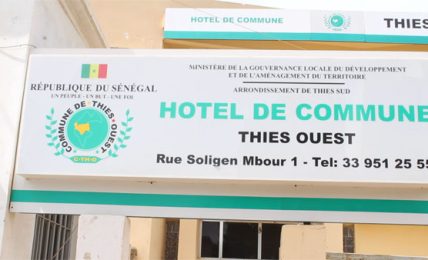 HOTEL DE COMMUNE
THIES OUEST
RÉPUBLIQUE DU SÉNÉGAL
UN PEUPLE - UN BUT - UNE FOI
COMMUNE DE THIES OUEST
C-TH-O
MINISTÈRE DE LA GOUVERNANCE LOCALE DU DÉVELOPPEMENT
ET DE L'AMÉNAGEMENT DU TERRITOIRE
ARRONDISSEMENT DE THIES SUD
HOTEL DE COMMUNE
THIES OUEST
Rue Soligen Mbour 1 - Tel: 33 951 25 55